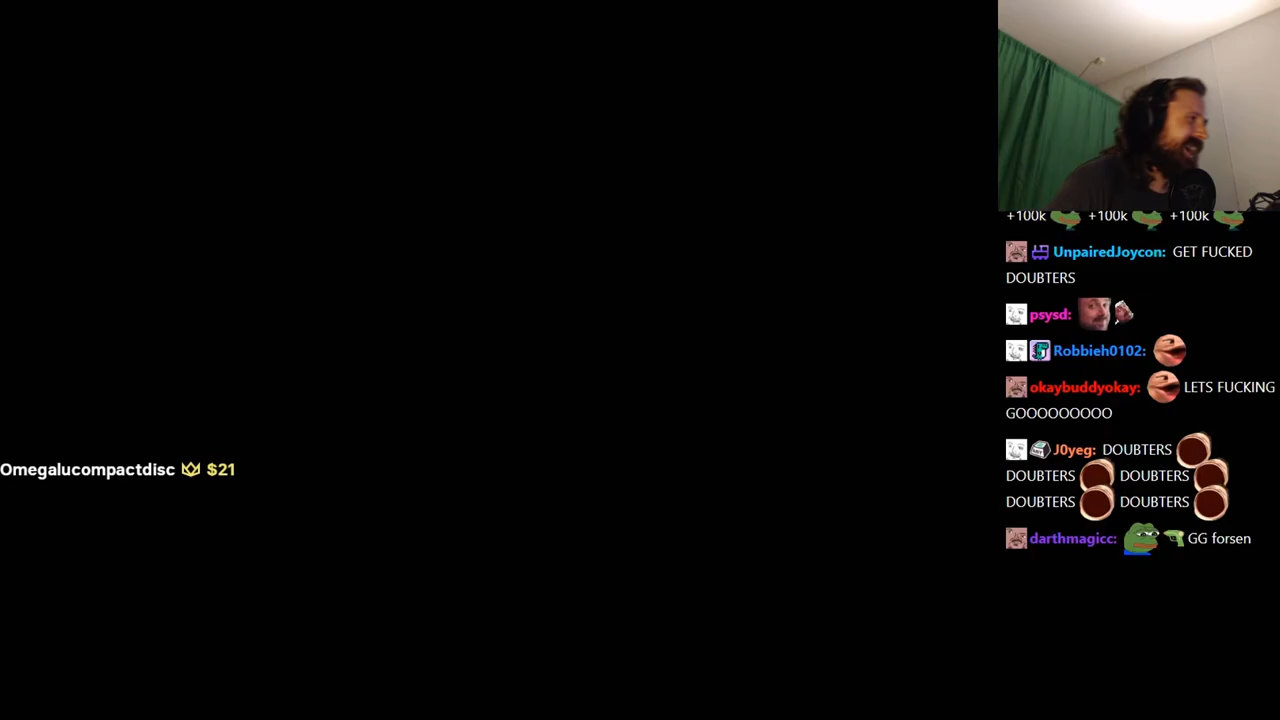 +100k +100k +100k
UnpairedJoycon: GET FUCKED
DOUBTERS
psysd:
Robbieh0102:
okaybuddyokay: LETS FUCKING
GOOOOOOOOO
J0yeg: DOUBTERS
DOUBTERS DOUBTERS
DOUBTERS DOUBTERS
Omegalucompactdisc $21
darthmagicc: GG forsen